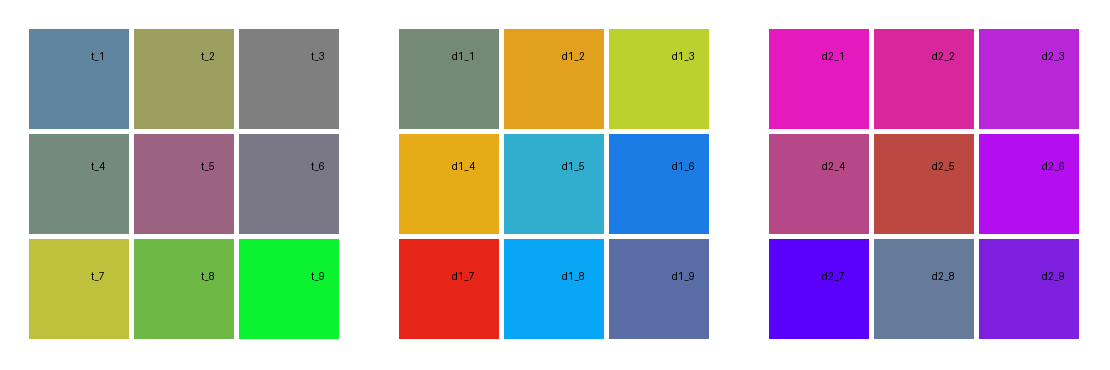 t_1 t_2 t_3 d1_1 d1_2 d1_3 d2_1 d2_2 d2_3
t_4 t_5 t_6 d1_4 d1_5 d1_6 d2_4 d2_5 d2_6
t_7 t_8 t_9 d1_7 d1_8 d1_9 d2_7 d2_8 d2_9